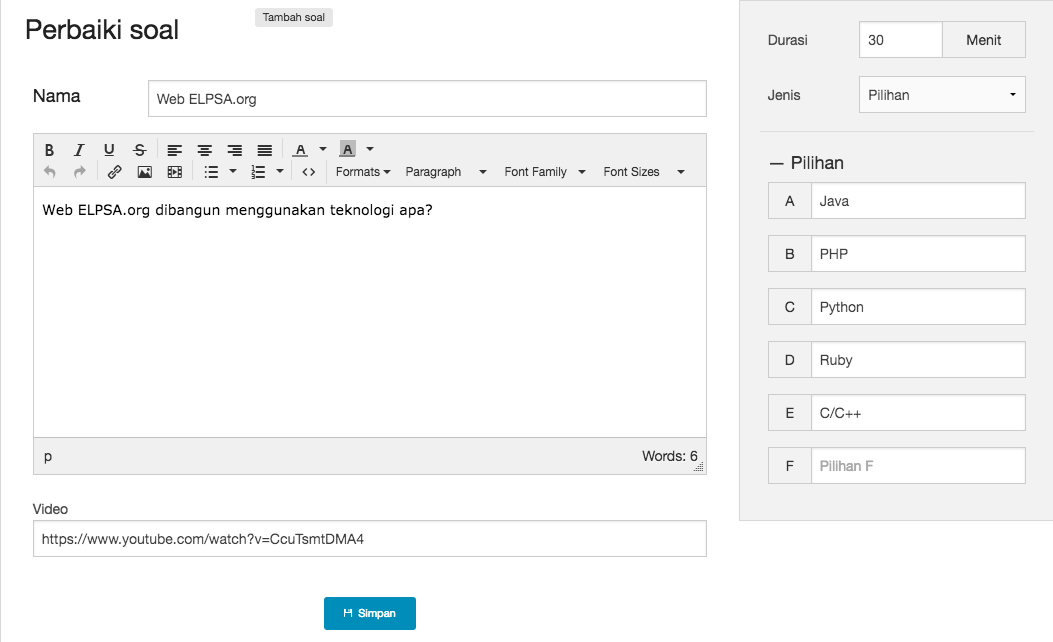 Perbaiki soal
Tambah soal
Nama
Web ELPSA.org
B I U S A A
Formats Paragraph Font Family Font Sizes
Web ELPSA.org dibangun menggunakan teknologi apa?
p
Words: 6
Video
https://www.youtube.com/watch?v=CcuTsmtDMA4
Simpan
Durasi
30
Menit
Jenis
Pilihan
— Pilihan
A Java
B PHP
C Python
D Ruby
E C/C++
F Pilihan F